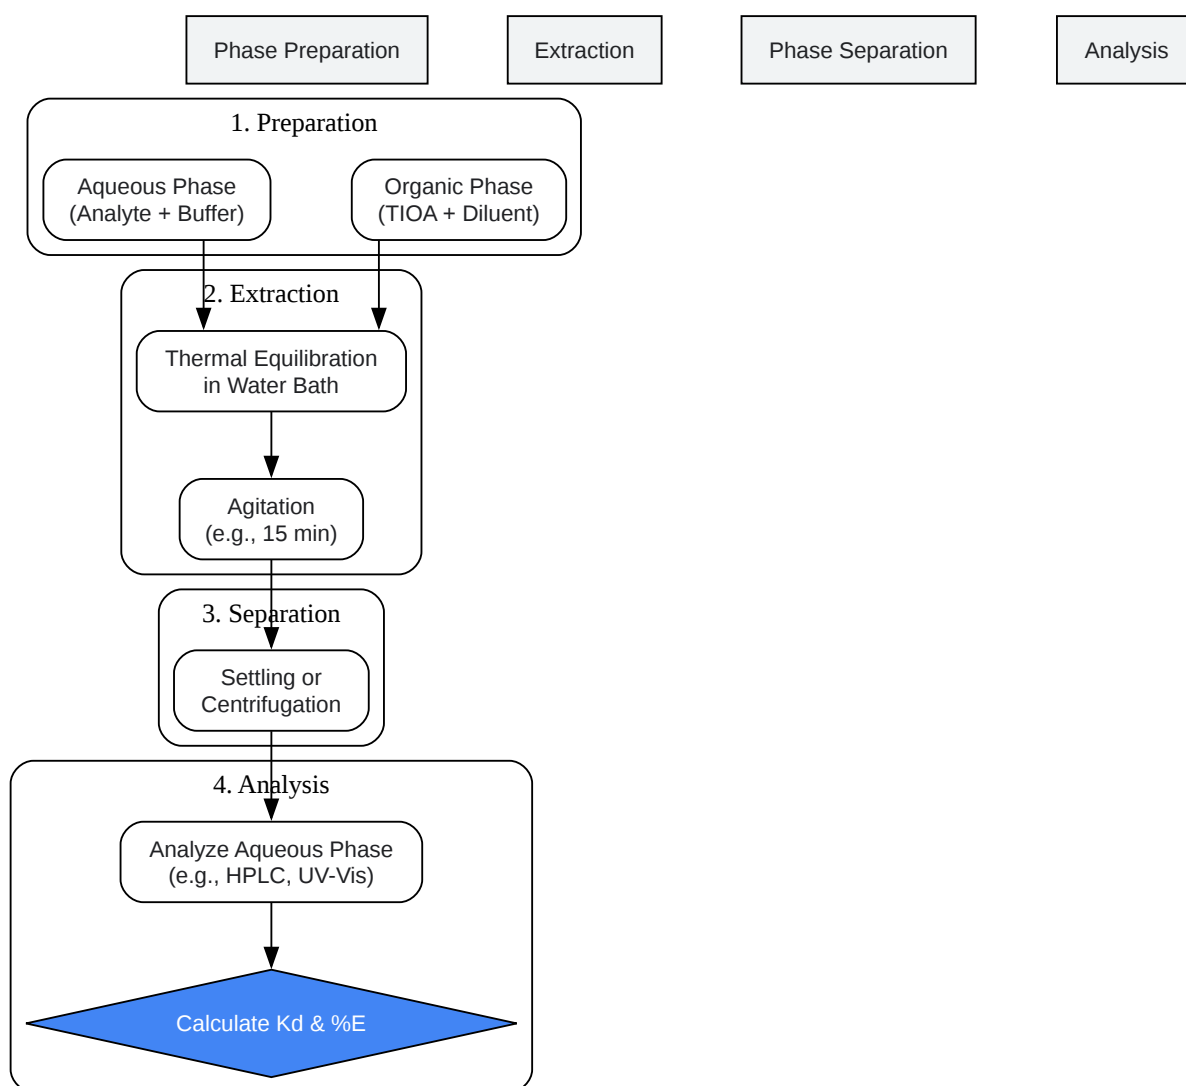 Phase Preparation
Extraction
Phase Separation
Analysis
1. Preparation
Aqueous Phase
(Analyte + Buffer)
Organic Phase
(TIOA + Diluent)
2. Extraction
Thermal Equilibration
in Water Bath
Agitation
(e.g., 15 min)
3. Separation
Settling or
Centrifugation
4. Analysis
Analyze Aqueous Phase
(e.g., HPLC, UV-Vis)
Calculate Kd & %E